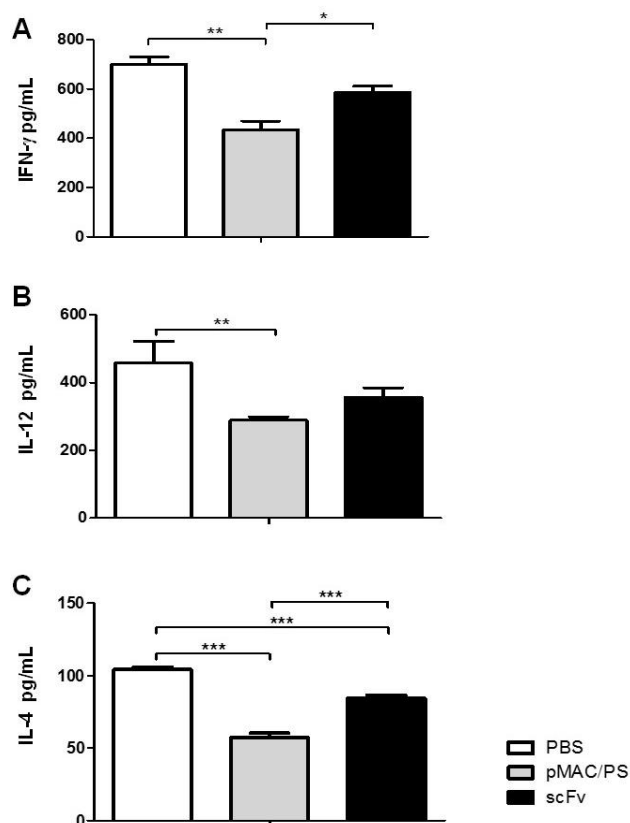 A
**
*
800
600
400
200
0
IFN-γ pg/mL
B
**
600
400
200
0
IL-12 pg/mL
C
***
***
***
150
100
50
0
IL-4 pg/mL
PBS
pMAC/PS
scFv